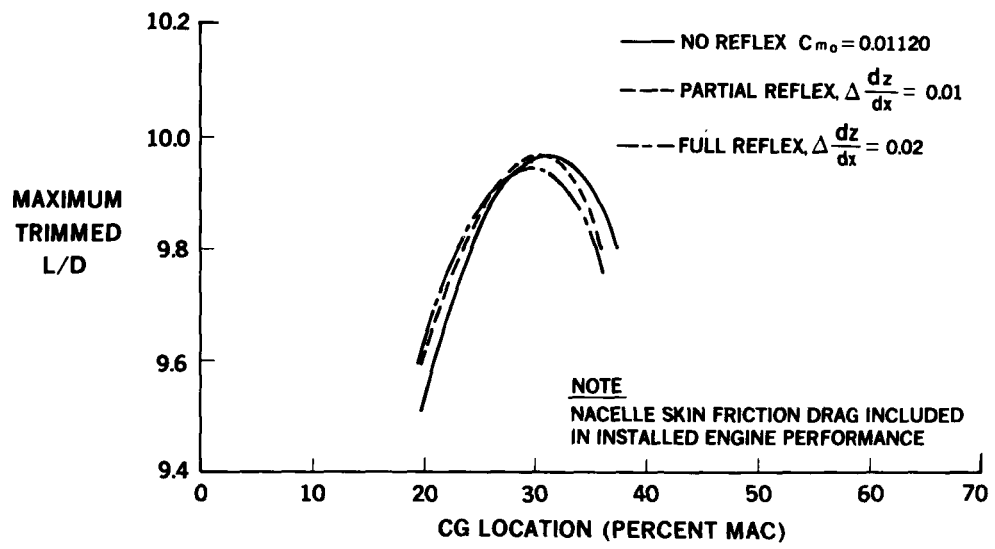 10.2
10.0
9.8
9.6
9.4
MAXIMUM
TRIMMED
L/D
NO REFLEX Cmo = 0.01120
PARTIAL REFLEX, Δ dz/dx = 0.01
FULL REFLEX, Δ dz/dx = 0.02
NOTE
NACELLE SKIN FRICTION DRAG INCLUDED
IN INSTALLED ENGINE PERFORMANCE
0 10 20 30 40 50 60 70
CG LOCATION (PERCENT MAC)